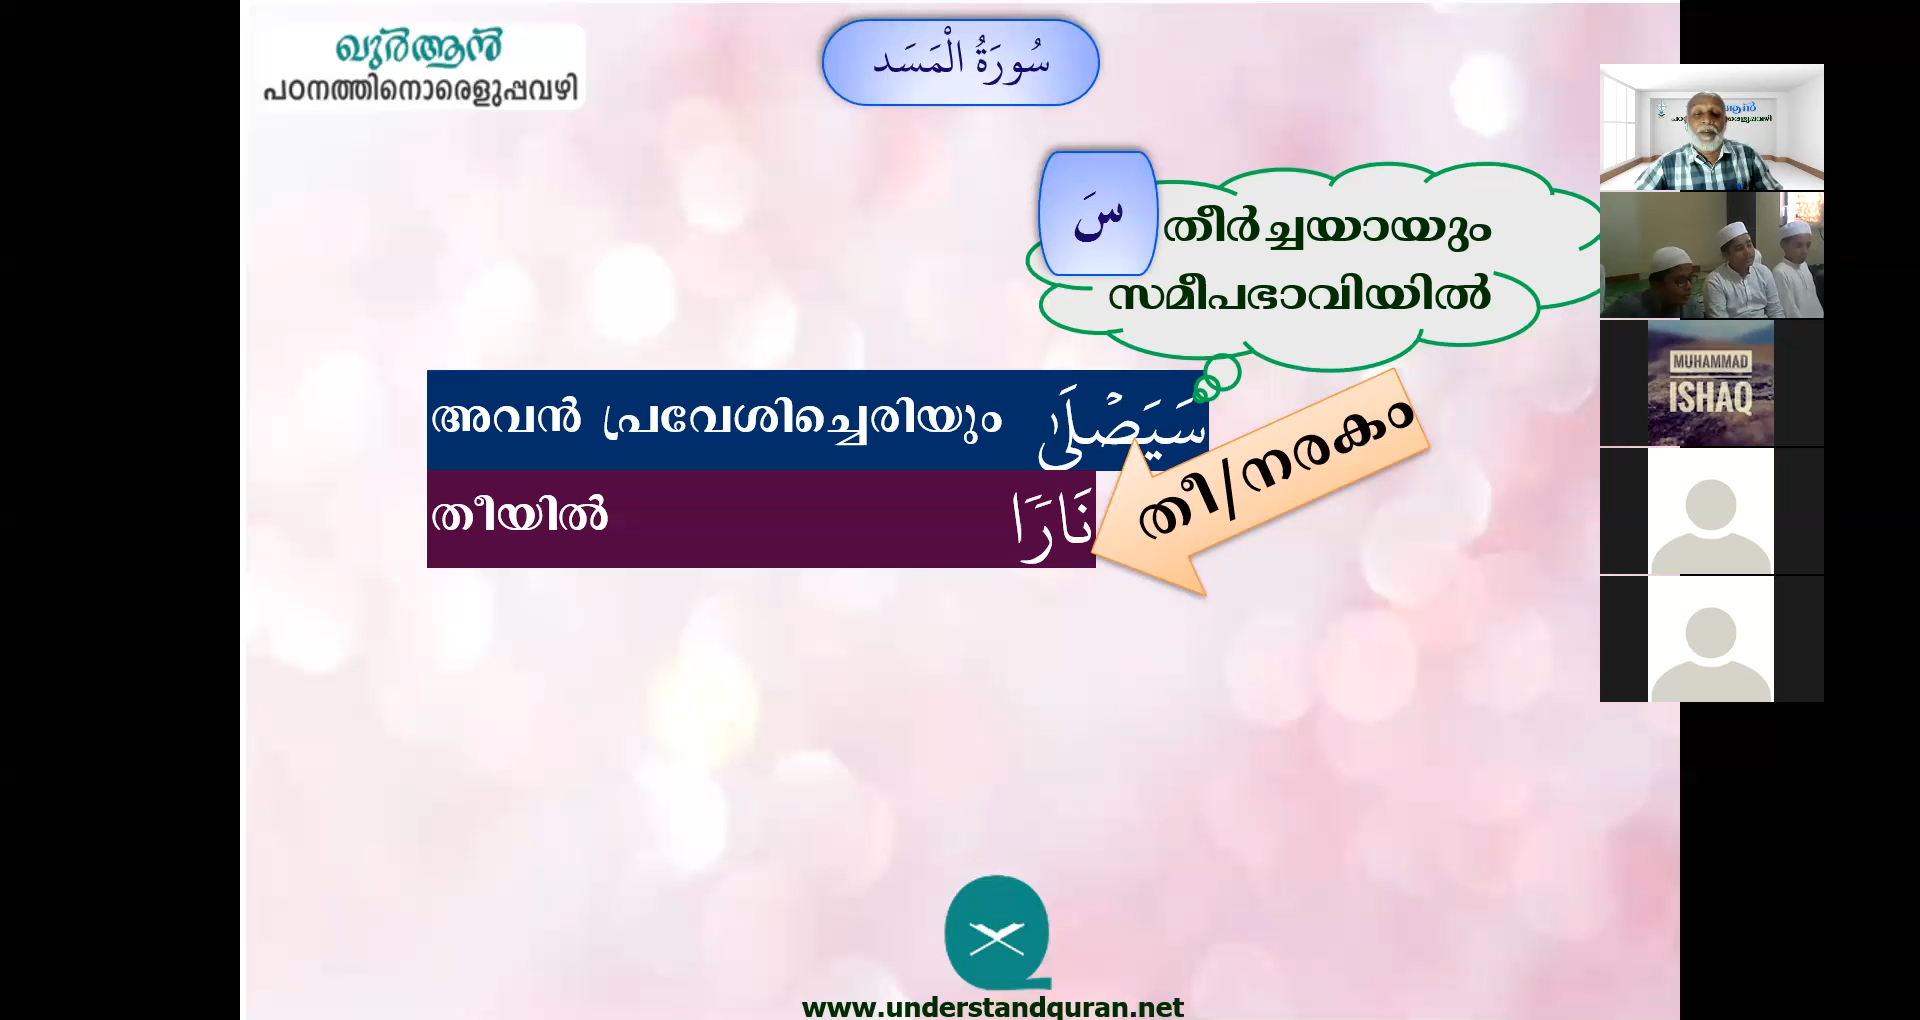 ഖുർആൻ
പഠനത്തിനൊരെളുപ്പവഴി
سُورَةُ الْمَسَد
سَ
തീർച്ചയായും
സമീപഭാവിയിൽ
അവൻ പ്രവേശിച്ചെരിയും سَيَصْلَىٰ
തീ/നരകം
തീയിൽ نَارَا
MUHAMMAD
ISHAQ
www.understandquran.net